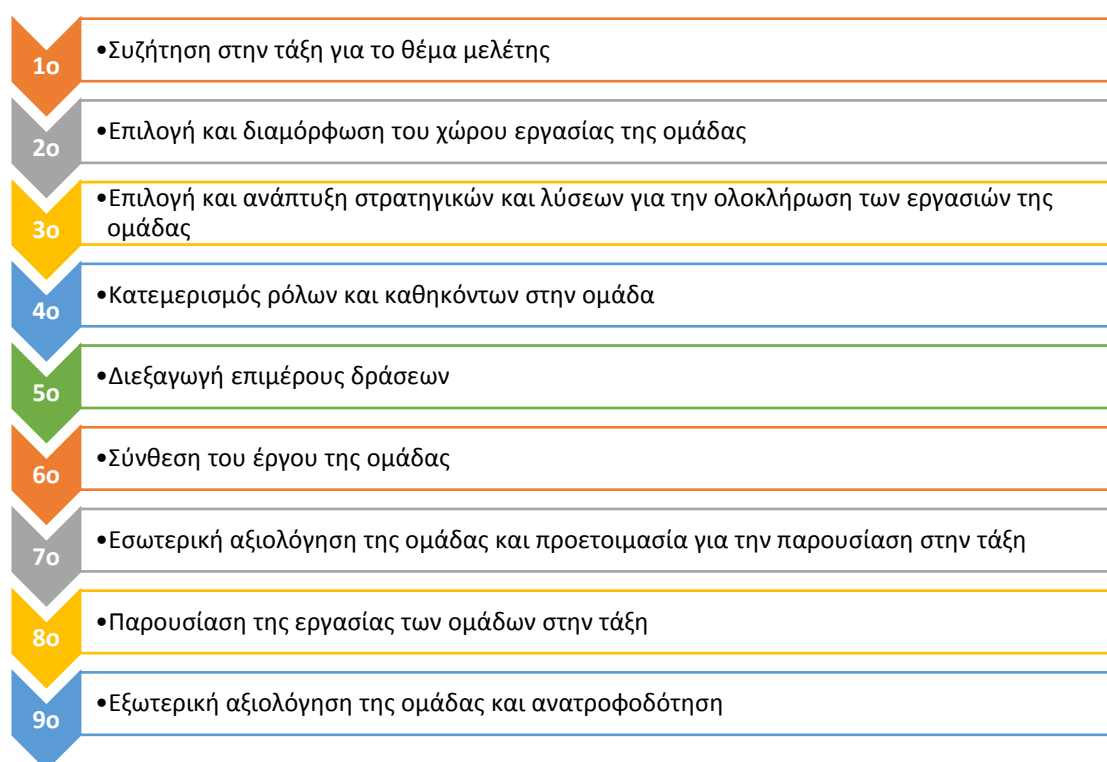 1ο
•Συζήτηση στην τάξη για το θέμα μελέτης
2ο
•Επιλογή και διαμόρφωση του χώρου εργασίας της ομάδας
3ο
•Επιλογή και ανάπτυξη στρατηγικών και λύσεων για την ολοκλήρωση των εργασιών της
ομάδας
4ο
•Κατεμερισμός ρόλων και καθηκόντων στην ομάδα
5ο
•Διεξαγωγή επιμέρους δράσεων
6ο
•Σύνθεση του έργου της ομάδας
7ο
•Εσωτερική αξιολόγηση της ομάδας και προετοιμασία για την παρουσίαση στην τάξη
8ο
•Παρουσίαση της εργασίας των ομάδων στην τάξη
9ο
•Εξωτερική αξιολόγηση της ομάδας και ανατροφοδότηση